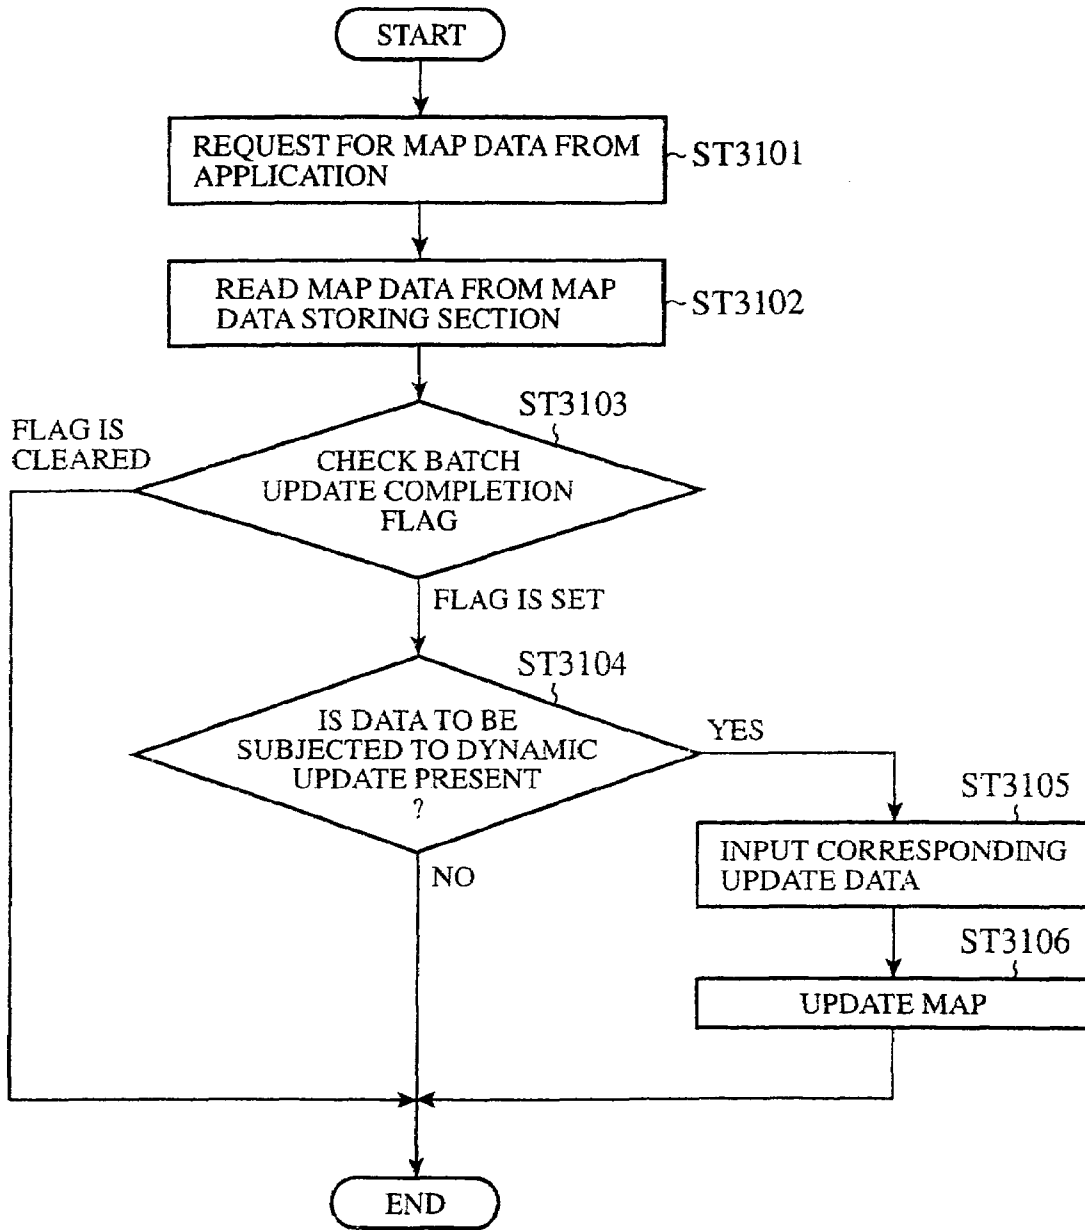 START
REQUEST FOR MAP DATA FROM
APPLICATION
ST3101
READ MAP DATA FROM MAP
DATA STORING SECTION
ST3102
ST3103
FLAG IS
CLEARED
CHECK BATCH
UPDATE COMPLETION
FLAG
FLAG IS SET
ST3104
IS DATA TO BE
SUBJECTED TO DYNAMIC
UPDATE PRESENT
?
YES
NO
ST3105
INPUT CORRESPONDING
UPDATE DATA
ST3106
UPDATE MAP
END